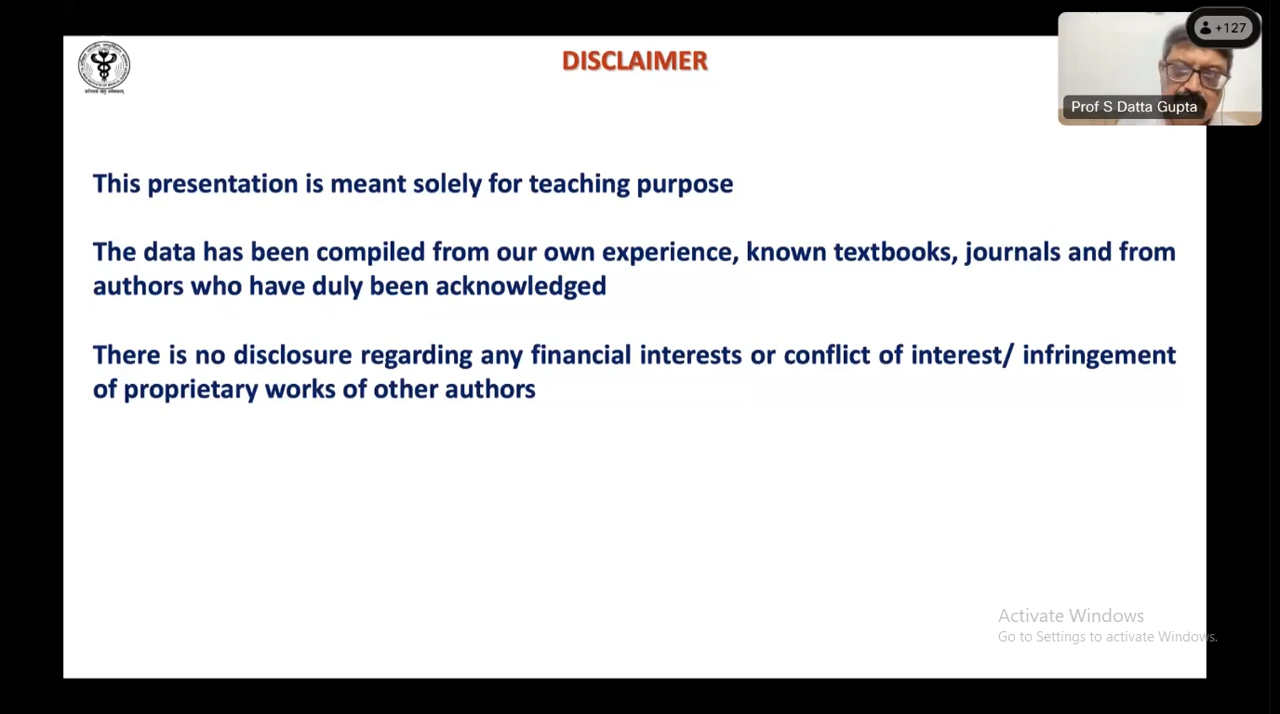 DISCLAIMER
+127
Prof S Datta Gupta
This presentation is meant solely for teaching purpose
The data has been compiled from our own experience, known textbooks, journals and from
authors who have duly been acknowledged
There is no disclosure regarding any financial interests or conflict of interest/ infringement
of proprietary works of other authors
Activate Windows
Go to Settings to activate Windows.